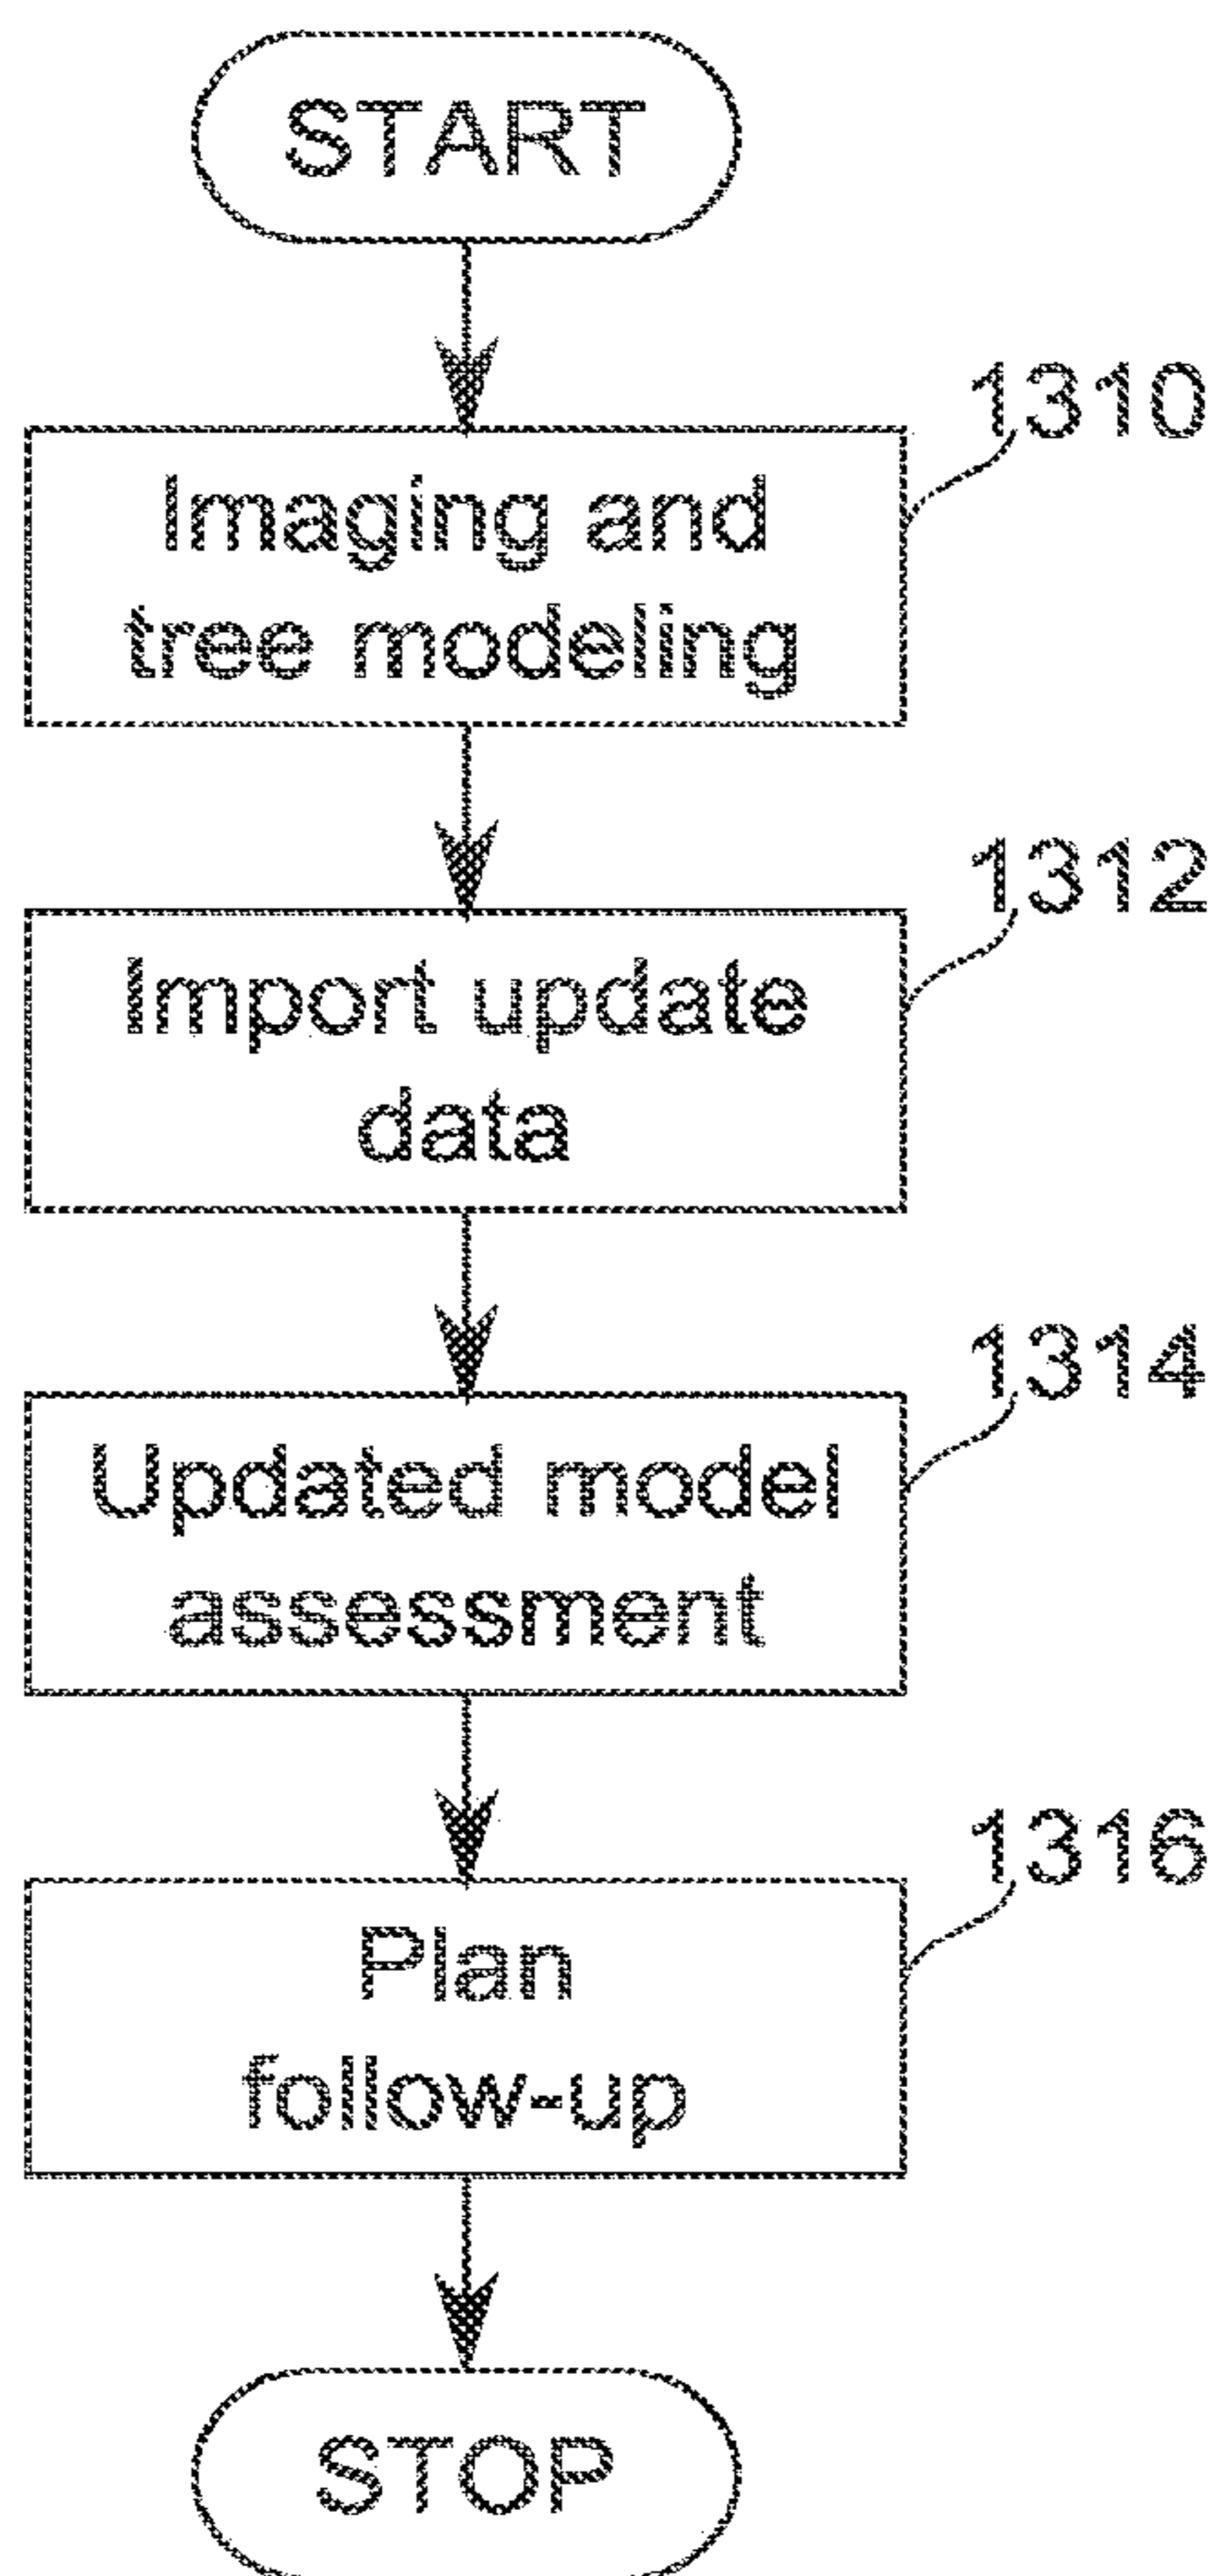 START
1310
Imaging and
tree modeling
1312
Import update
data
1314
Updated model
assessment
1316
Plan
follow-up
STOP